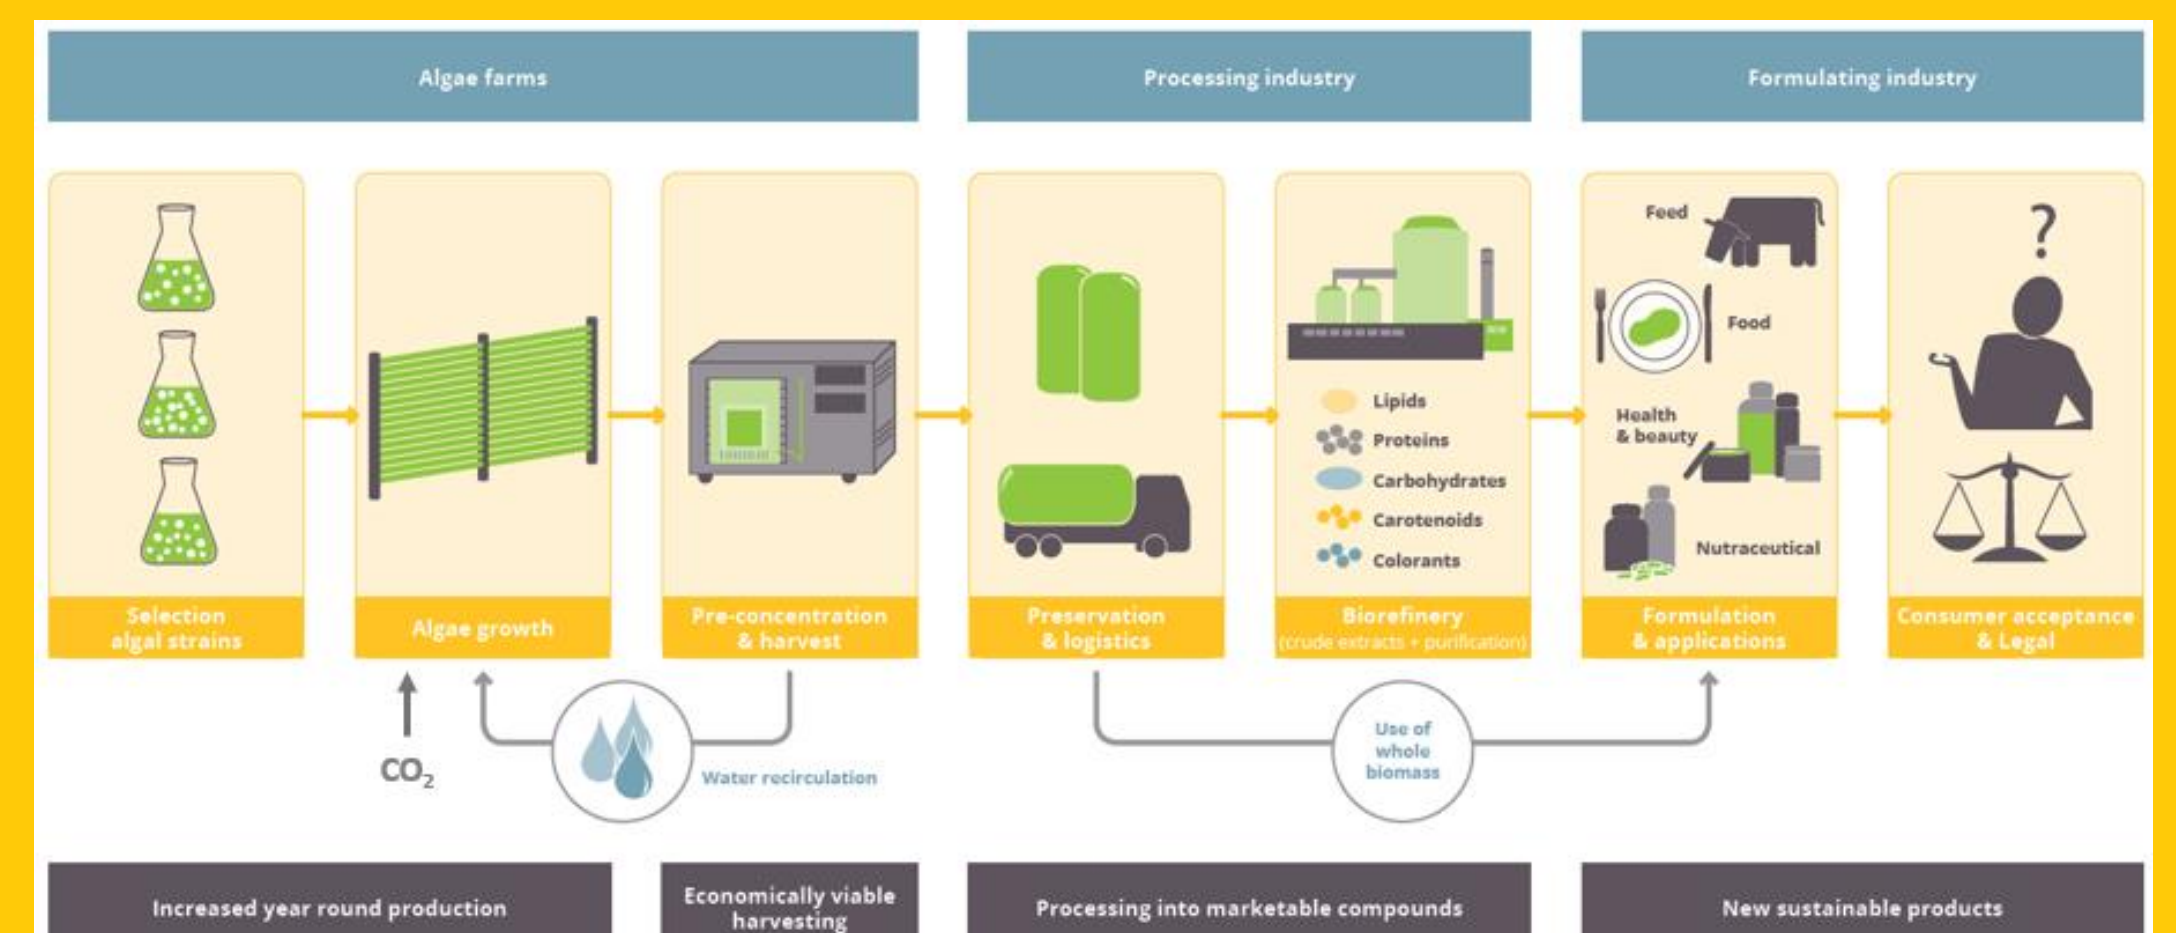 Algae farms
Processing industry
Formulating industry
Feed
Food
Health
& beauty
Nutraceutical
?
Lipids
Proteins
Carbohydrates
Carotenoids
Colorants
Selection
algal strains
Algae growth
Pre-concentration
& harvest
Preservation
& logistics
Biorefinery
(crude extracts + purification)
Formulation
& applications
Consumer acceptance
& Legal
CO₂
Water recirculation
Use of
whole
biomass
Increased year round production
Economically viable
harvesting
Processing into marketable compounds
New sustainable products